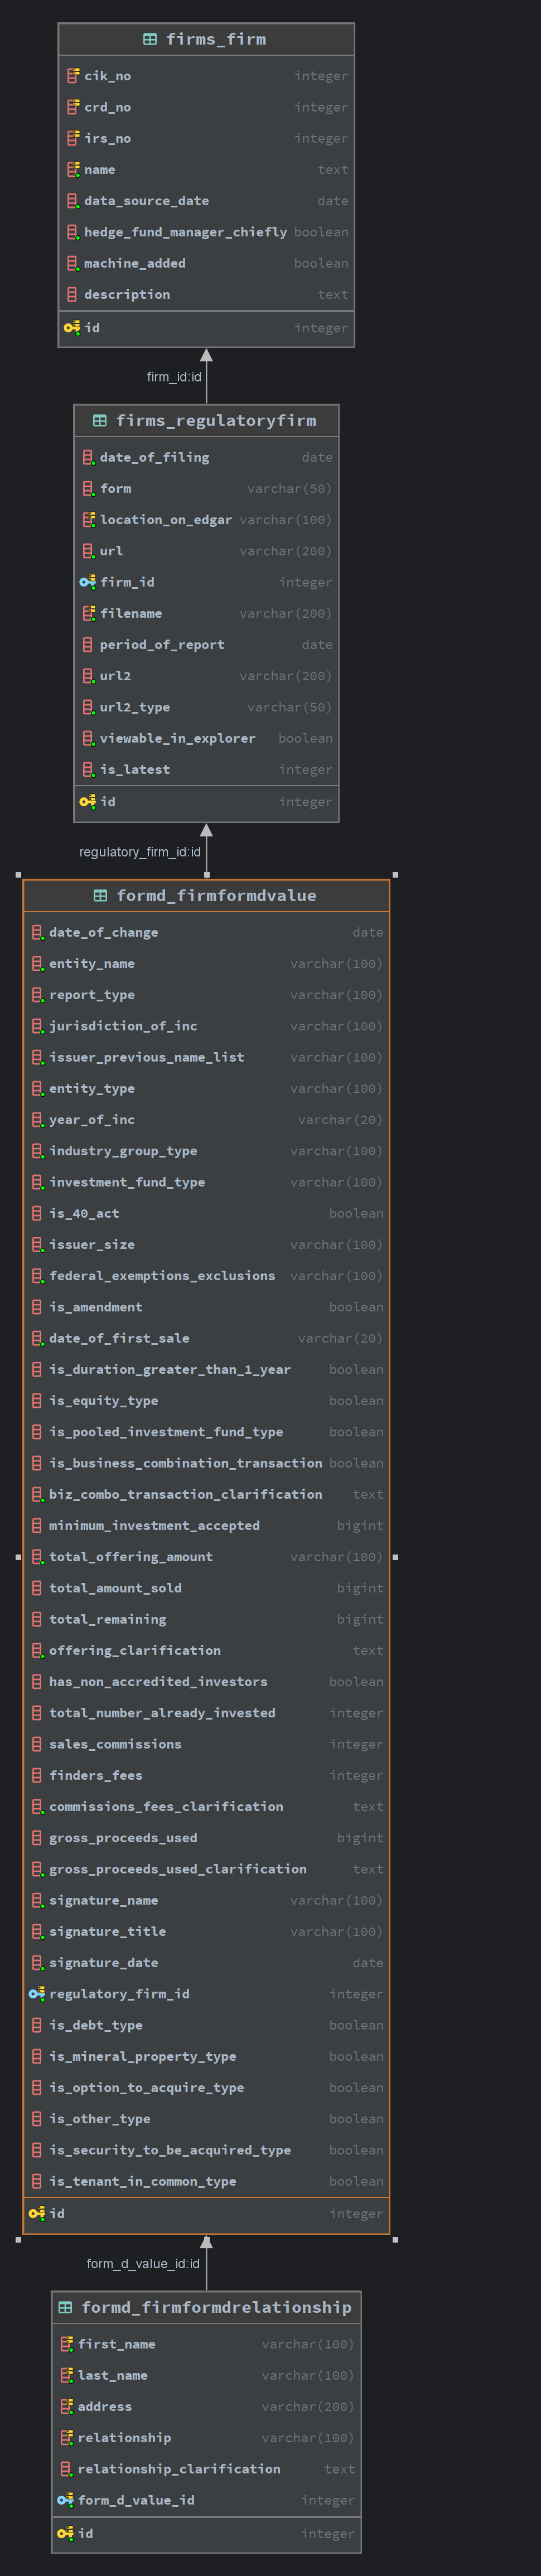 firms_firm
cik_no integer
crd_no integer
irs_no integer
name text
data_source_date date
hedge_fund_manager_chiefly boolean
machine_added boolean
description text
id integer
firm_id:id
firms_regulatoryfirm
date_of_filing date
form varchar(50)
location_on_edgar varchar(100)
url varchar(200)
firm_id integer
filename varchar(200)
period_of_report date
url2 varchar(200)
url2_type varchar(50)
viewable_in_explorer boolean
is_latest integer
id integer
regulatory_firm_id:id
formd_firmformdvalue
date_of_change date
entity_name varchar(100)
report_type varchar(100)
jurisdiction_of_inc varchar(100)
issuer_previous_name_list varchar(100)
entity_type varchar(100)
year_of_inc varchar(20)
industry_group_type varchar(100)
investment_fund_type varchar(100)
is_40_act boolean
issuer_size varchar(100)
federal_exemptions_exclusions varchar(100)
is_amendment boolean
date_of_first_sale varchar(20)
is_duration_greater_than_1_year boolean
is_equity_type boolean
is_pooled_investment_fund_type boolean
is_business_combination_transaction boolean
biz_combo_transaction_clarification text
minimum_investment_accepted bigint
total_offering_amount varchar(100)
total_amount_sold bigint
total_remaining bigint
offering_clarification text
has_non_accredited_investors boolean
total_number_already_invested integer
sales_commissions integer
finders_fees integer
commissions_fees_clarification text
gross_proceeds_used bigint
gross_proceeds_used_clarification text
signature_name varchar(100)
signature_title varchar(100)
signature_date date
regulatory_firm_id integer
is_debt_type boolean
is_mineral_property_type boolean
is_option_to_acquire_type boolean
is_other_type boolean
is_security_to_be_acquired_type boolean
is_tenant_in_common_type boolean
id integer
form_d_value_id:id
formd_firmformdrelationship
first_name varchar(100)
last_name varchar(100)
address varchar(200)
relationship varchar(100)
relationship_clarification text
form_d_value_id integer
id integer